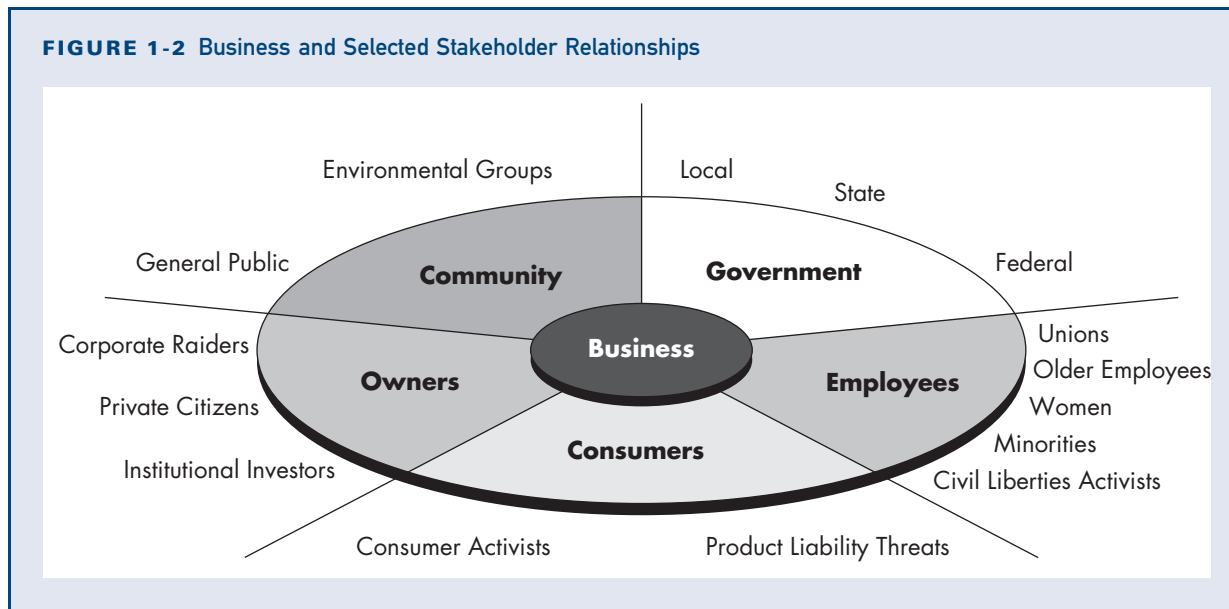 FIGURE 1-2 Business and Selected Stakeholder Relationships
Environmental Groups
Local
State
General Public
Federal
Community
Government
Corporate Raiders
Unions
Business
Older Employees
Owners
Employees
Private Citizens
Women
Minorities
Consumers
Institutional Investors
Civil Liberties Activists
Consumer Activists
Product Liability Threats